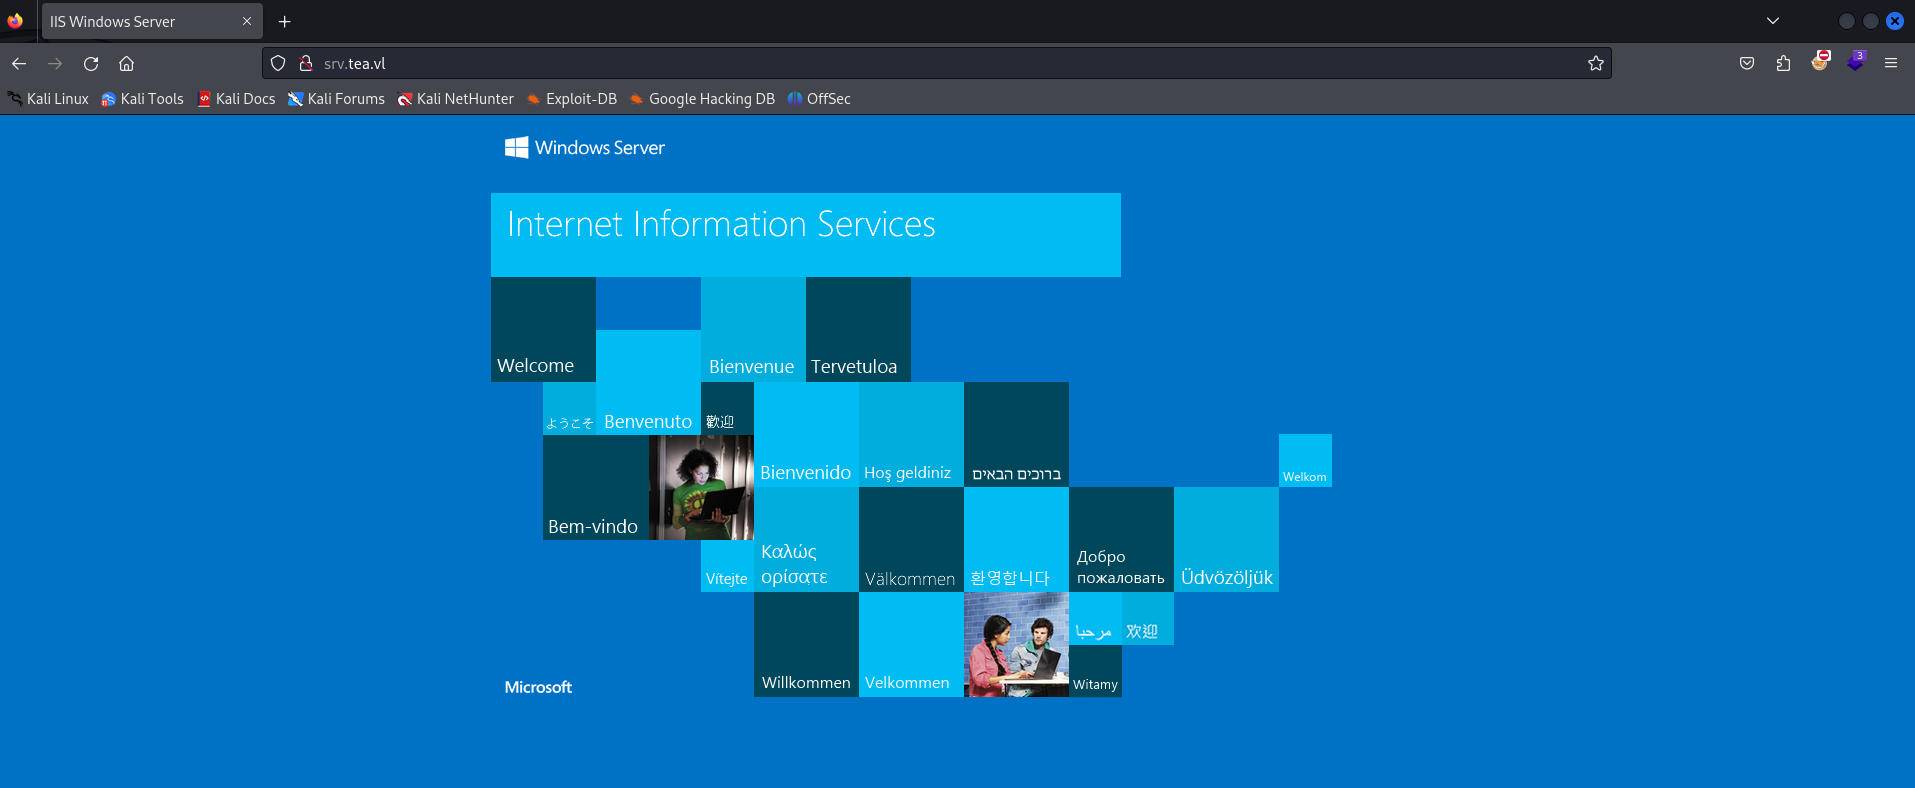 IIS Windows Server
srv.tea.vl
Kali Linux
Kali Tools
Kali Docs
Kali Forums
Kali NetHunter
Exploit-DB
Google Hacking DB
OffSec
3
Windows Server
Internet Information Services
Welcome
Bienvenue
Tervetuloa
ようこそ
Benvenuto
歡迎
Bienvenido
Hoş geldiniz
ברוכים הבאים
Welkom
Bem-vindo
Vítejte
Καλώς
ορίσατε
Välkommen
환영합니다
Добро
пожаловать
Üdvözöljük
مرحبا
欢迎
Willkommen
Velkommen
Witamy
Microsoft